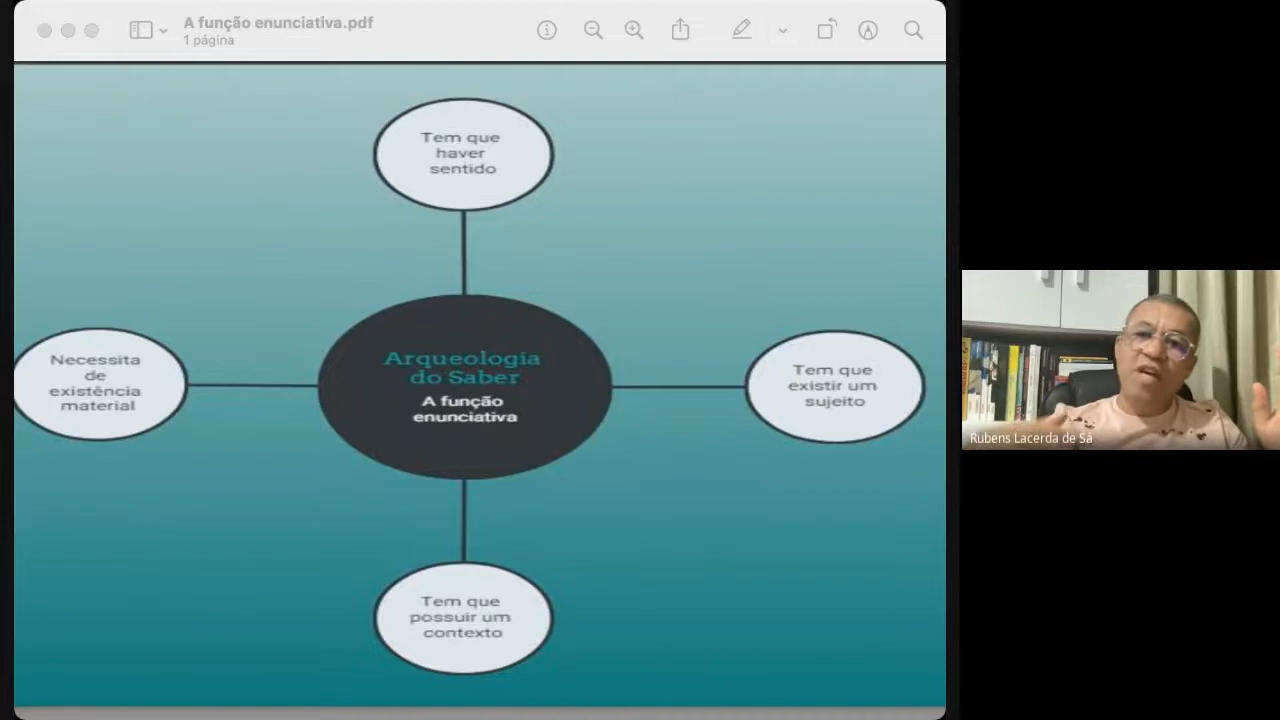 A função enunciativa.pdf
1 página
Tem que
haver
sentido
Necessita
de
existência
material
Arqueologia
do Saber
A função
enunciativa
Tem que
existir um
sujeito
Tem que
possuir um
contexto
Rubens Lacerda de Sá